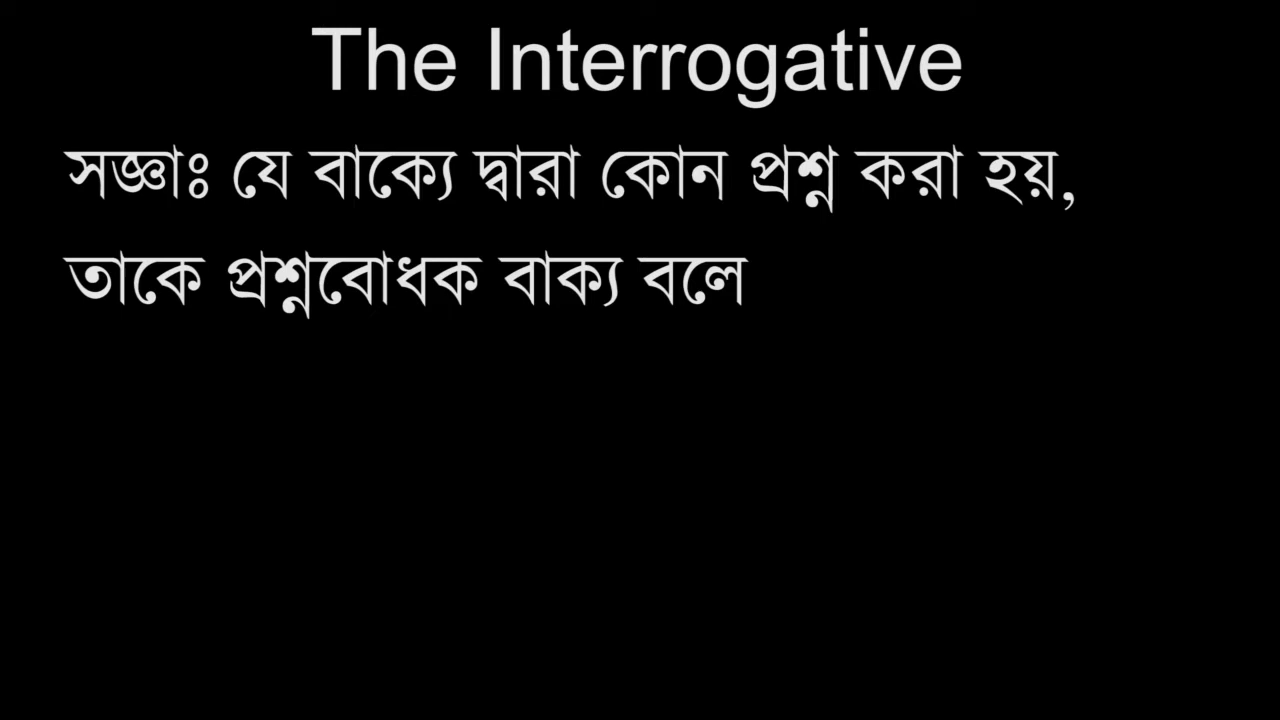 The Interrogative
সজ্ঞাঃ যে বাক্যে দ্বারা কোন প্রশ্ন করা হয়,
তাকে প্রশ্নবোধক বাক্য বলে